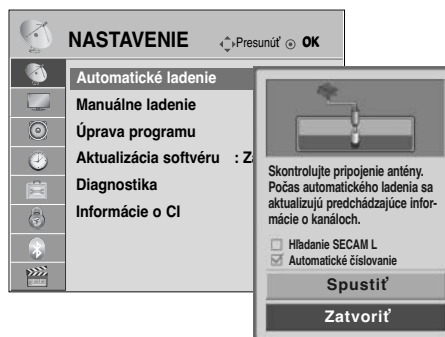 NASTAVENIE
Presunúť OK
Automatické ladenie
Manuálne ladenie
Úprava programu
Aktualizácia softvéru : Z
Diagnostika
Informácie o CI
Skontrolujte pripojenie antény.
Počas automatického ladenia sa
aktualizujú predchádzajúce infor-
mácie o kanáloch.
Hľadanie SECAM L
Automatické číslovanie
Spustiť
Zatvoriť